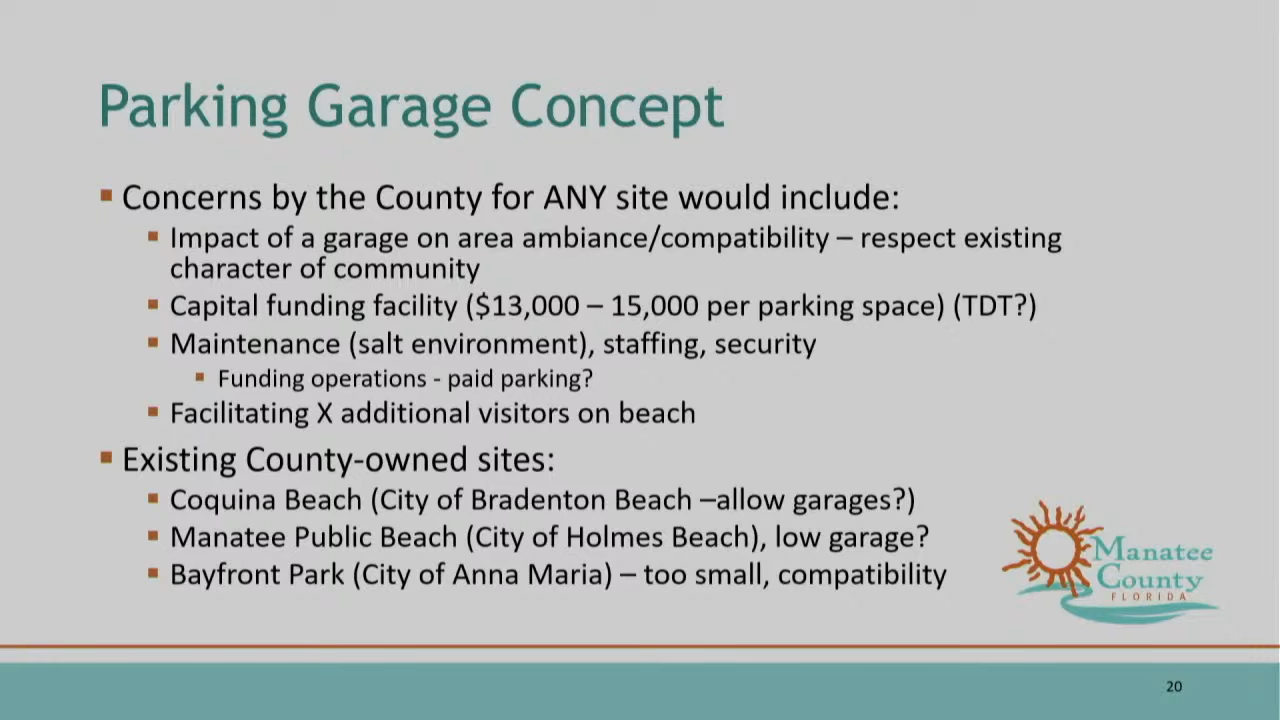 Parking Garage Concept
Concerns by the County for ANY site would include:
Impact of a garage on area ambiance/compatibility – respect existing
character of community
Capital funding facility ($13,000 – 15,000 per parking space) (TDT?)
Maintenance (salt environment), staffing, security
Funding operations - paid parking?
Facilitating X additional visitors on beach
Existing County-owned sites:
Coquina Beach (City of Bradenton Beach –allow garages?)
Manatee Public Beach (City of Holmes Beach), low garage?
Bayfront Park (City of Anna Maria) – too small, compatibility
Manatee
County
FLORIDA
20